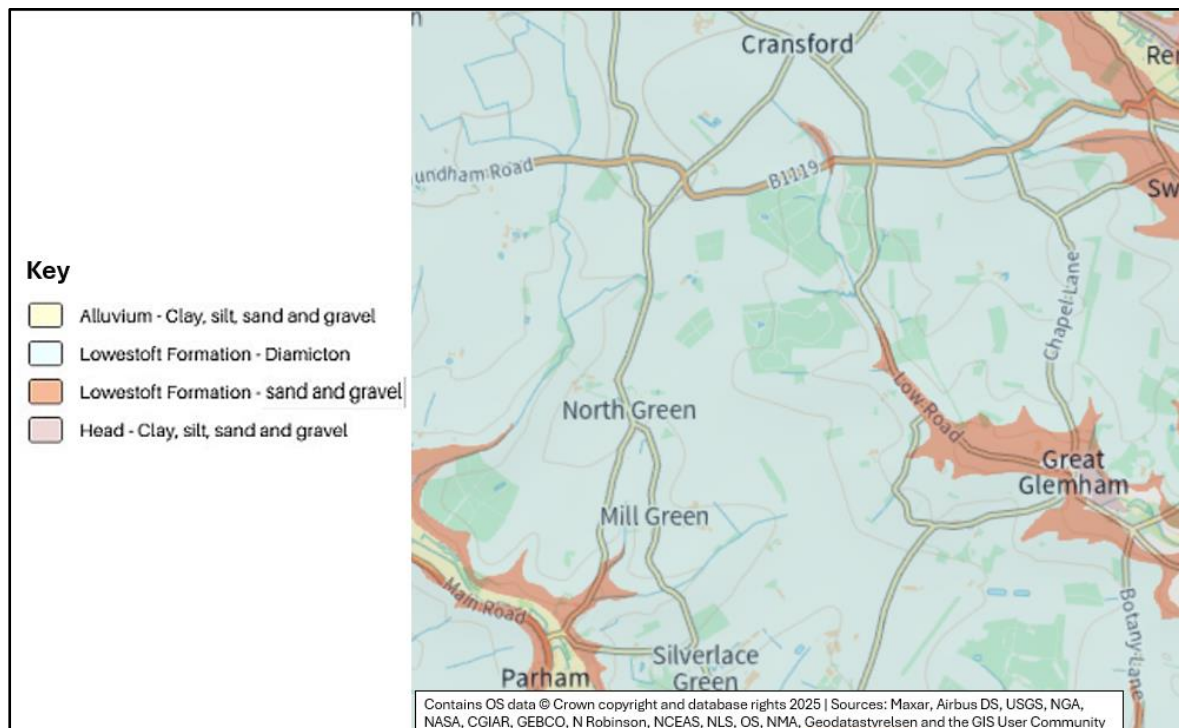 Key
Alluvium - Clay, silt, sand and gravel
Lowestoft Formation - Diamicton
Lowestoft Formation - sand and gravel
Head - Clay, silt, sand and gravel
n
Cransford
Rer
undham Road
B1119
Sw
Chapel Lane
North Green
Low Road
Great
Glemham
Mill Green
Main Road
Botany Lane
Silverlace
Green
Parham
Contains OS data © Crown copyright and database rights 2025 | Sources: Maxar, Airbus DS, USGS, NGA,
NASA, CGIAR, GEBCO, N Robinson, NCEAS, NLS, OS, NMA, Geodatastyrelsen and the GIS User Community